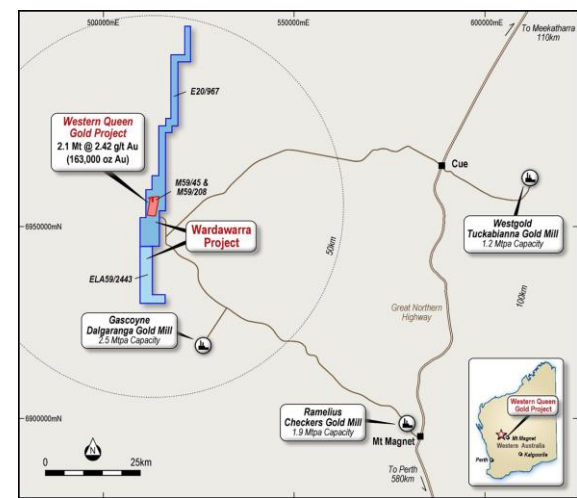 500000mE
550000mE
600000mE
To Meekatharra
110km
E20/967
Western Queen
Gold Project
2.1 Mt @ 2.42 g/t Au
(163,000 oz Au)
M59/45 &
M59/208
Cue
Westgold
Tuckabianna Gold Mill
1.2 Mtpa Capacity
6950000mN
Wardawarra
Project
50km
ELA59/2443
100km
Great Northern
Highway
Gascoyne
Dalgaranga Gold Mill
2.5 Mtpa Capacity
Western Queen
Gold Project
Mt Magnet
Western Australia
Kalgoorlie
Perth
6900000mN
Ramelius
Checkers Gold Mill
1.9 Mtpa Capacity
Mt Magnet
N
0
25km
To Perth
580km